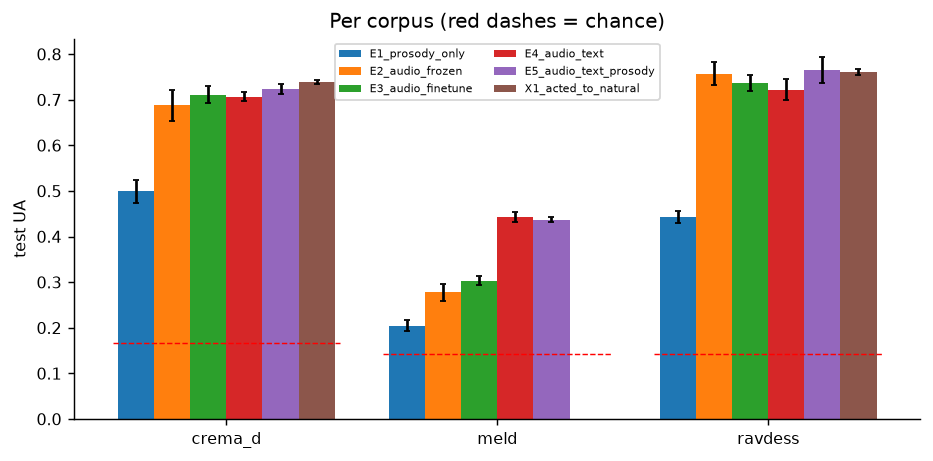 Per corpus (red dashes = chance)
E1_prosody_only
E2_audio_frozen
E3_audio_finetune
E4_audio_text
E5_audio_text_prosody
X1_acted_to_natural
test UA
0.8
0.7
0.6
0.5
0.4
0.3
0.2
0.1
0.0
crema_d
meld
ravdess